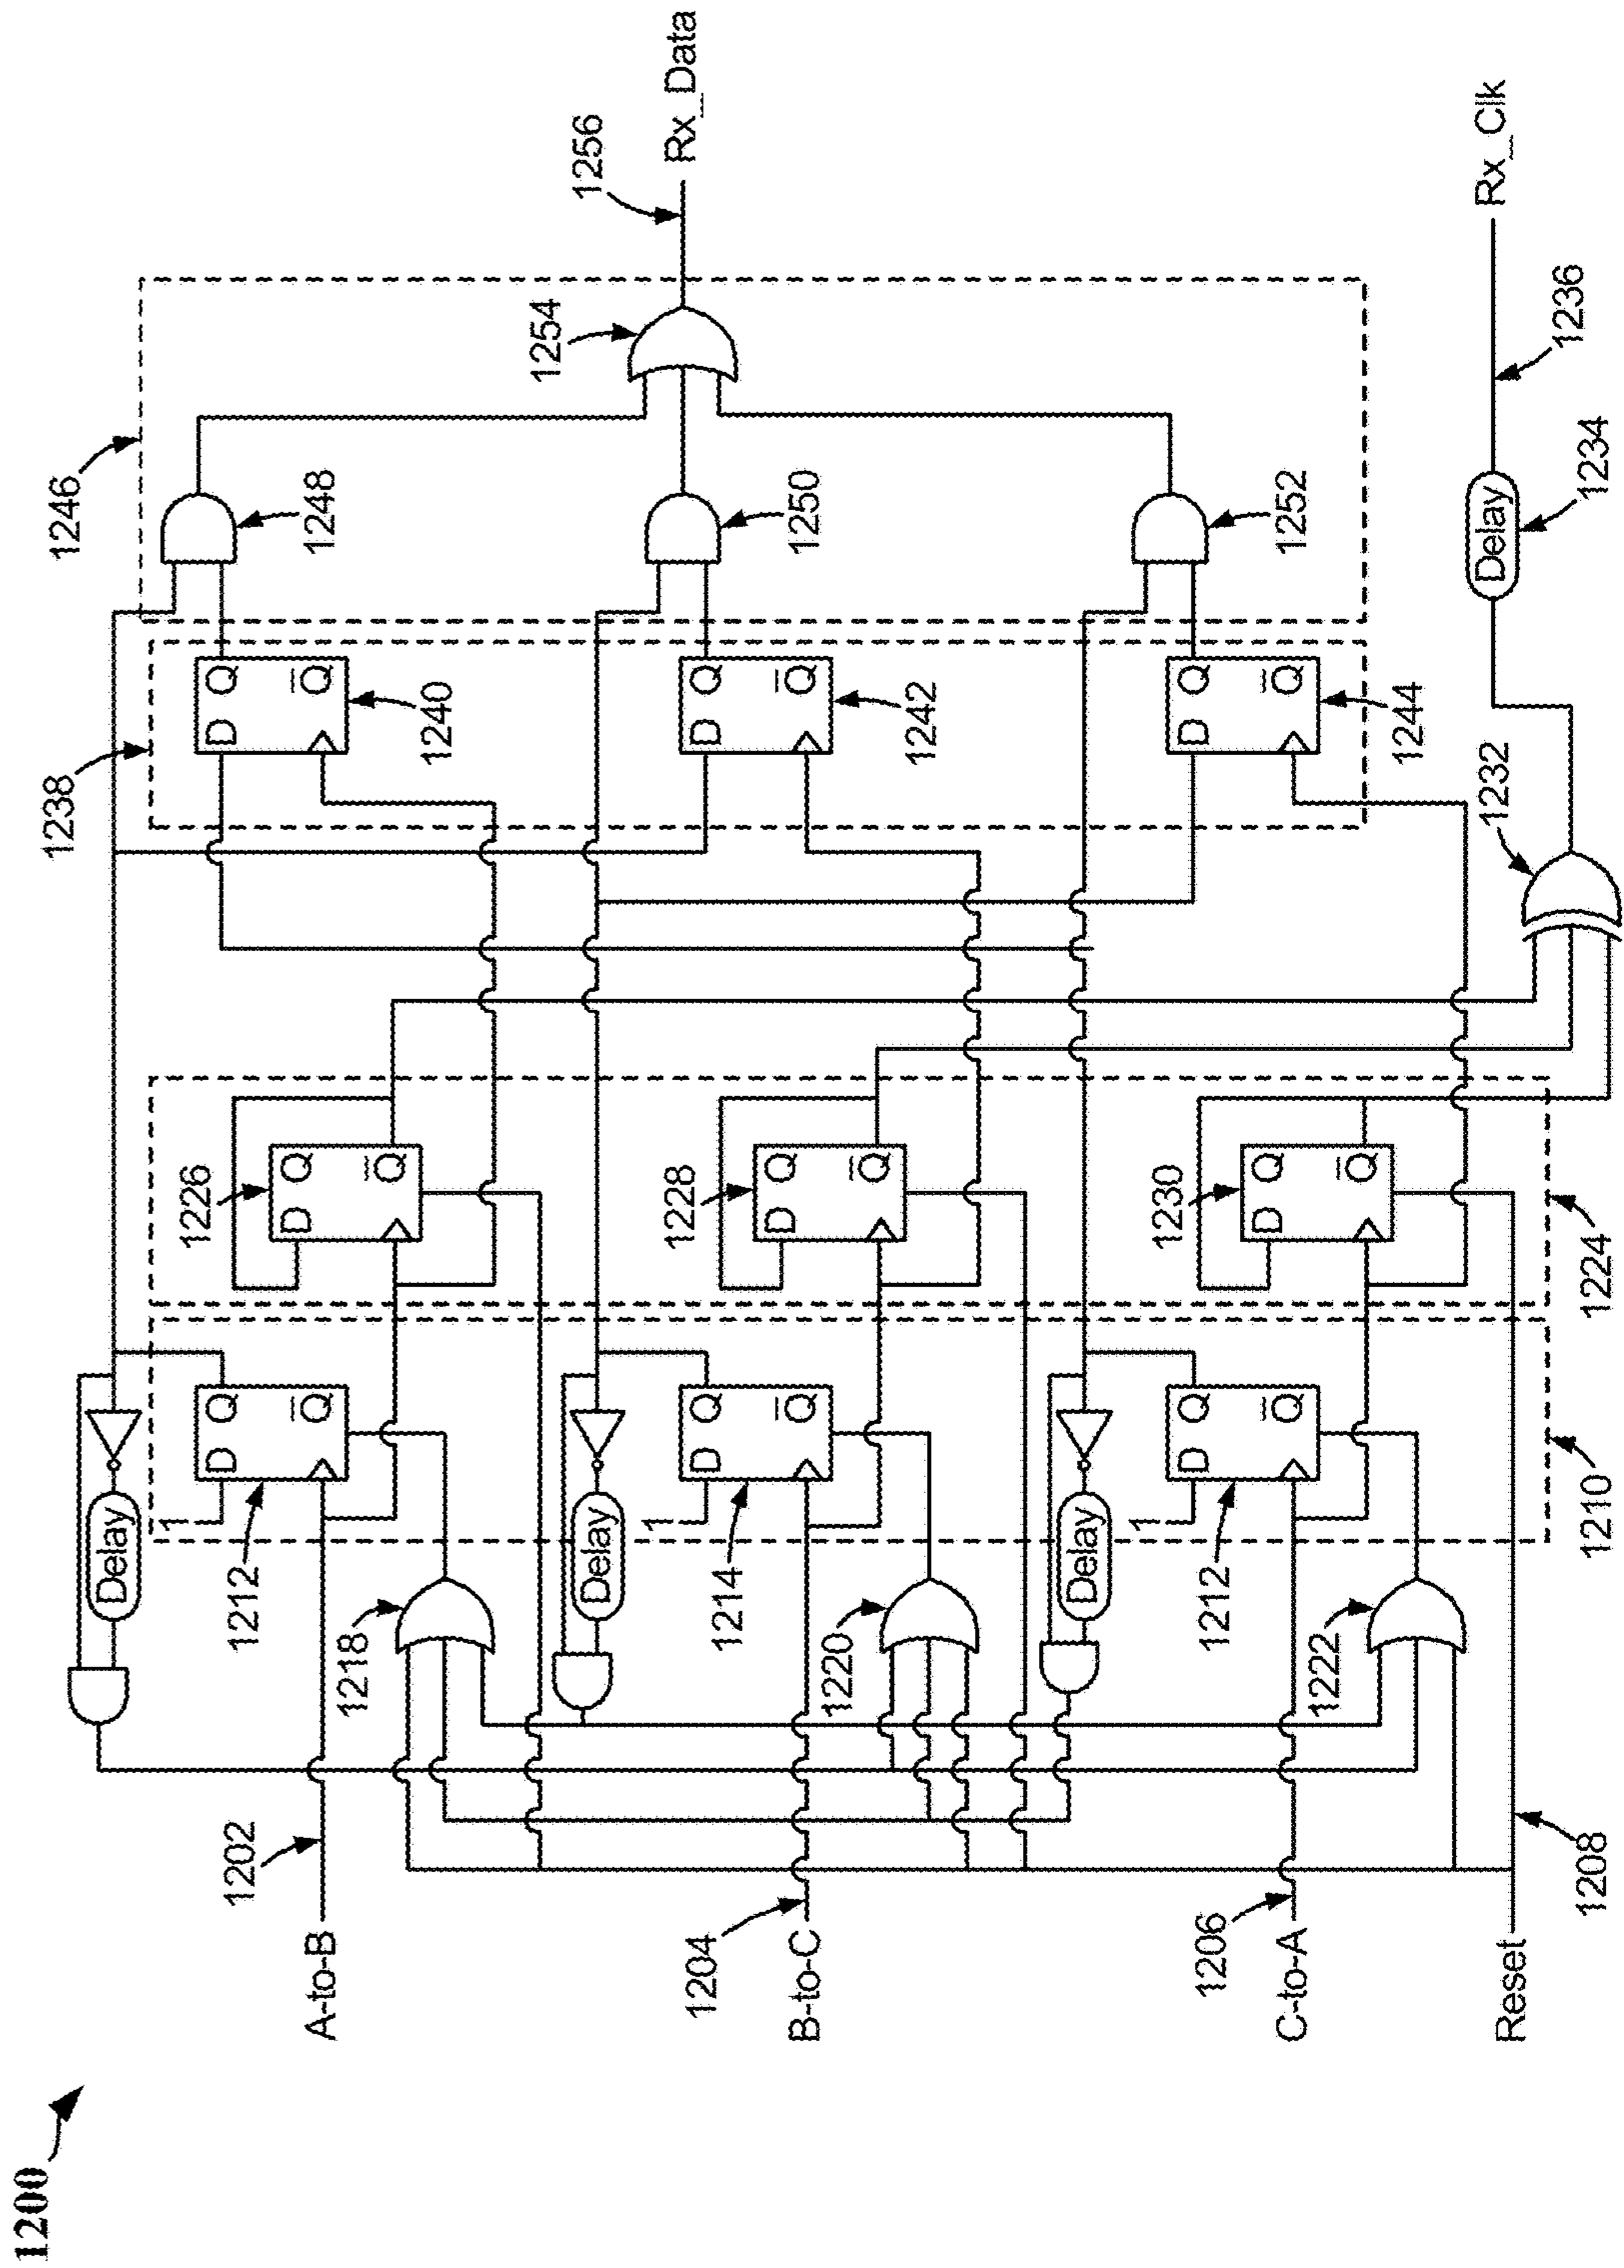 1200
A-to-B
1202
B-to-C
1204
C-to-A
1206
Reset
1208
Delay
1
D Q
Q
1212
1218
Delay
1
D Q
Q
1214
1220
Delay
1
D Q
Q
1212
1222
1210
D Q
Q
1226
D Q
Q
1228
D Q
Q
1230
1224
1238
D Q
Q
1240
D Q
Q
1242
D Q
Q
1244
1232
1246
1248
1250
1252
1254
1256
Rx_Data
Delay
1234
1236
Rx_Clk